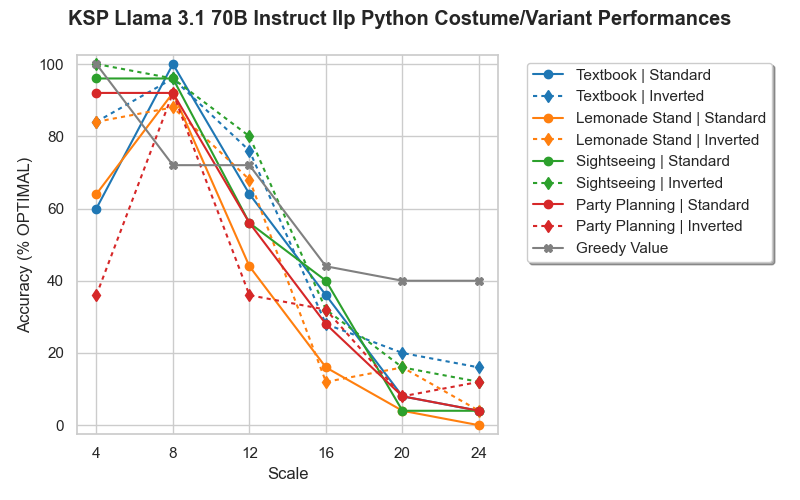 KSP Llama 3.1 70B Instruct Ilp Python Costume/Variant Performances
Accuracy (% OPTIMAL)
100
80
60
40
20
0
4 8 12 16 20 24
Scale
Textbook | Standard
Textbook | Inverted
Lemonade Stand | Standard
Lemonade Stand | Inverted
Sightseeing | Standard
Sightseeing | Inverted
Party Planning | Standard
Party Planning | Inverted
Greedy Value